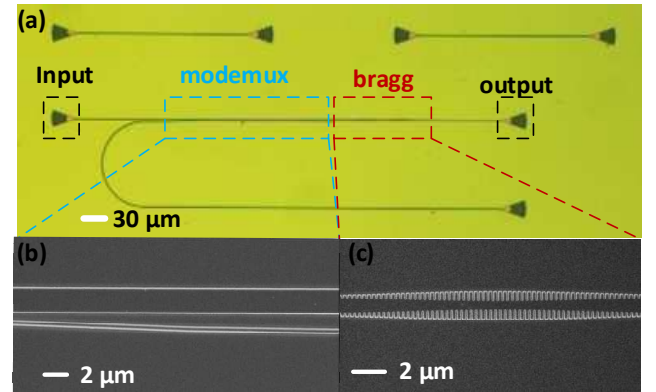 (a)
Input
modemux
bragg
output
30 μm
(b)
2 μm
(c)
2 μm